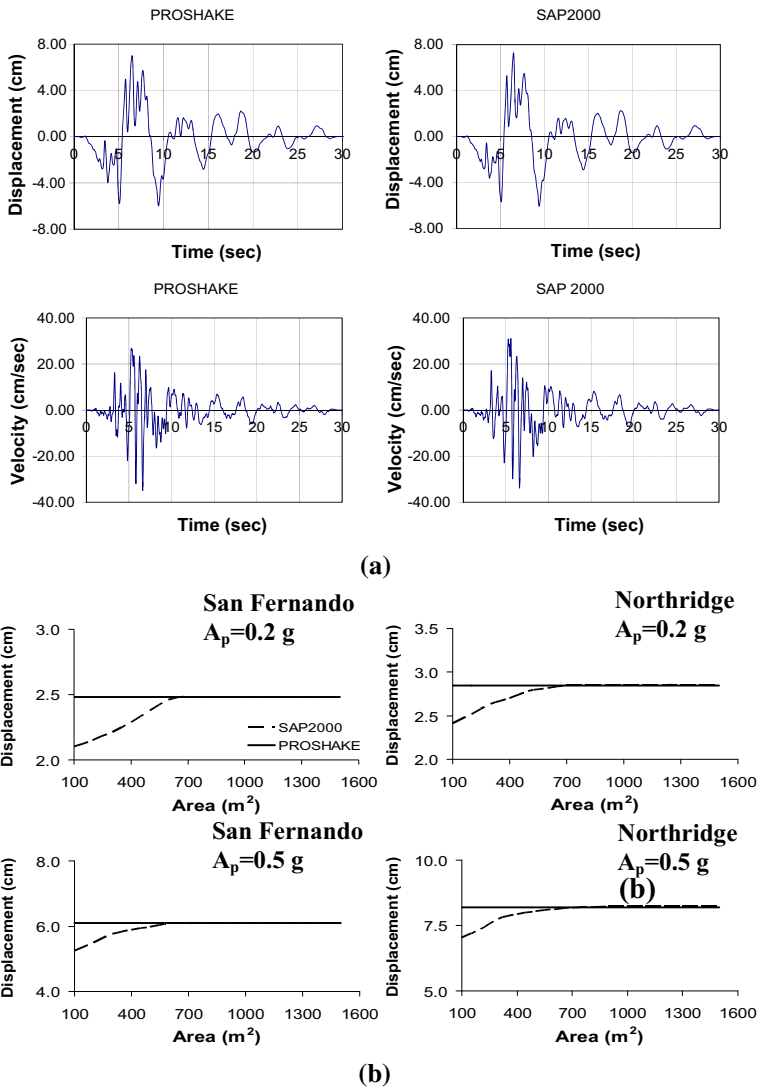 PROSHAKE
8.00
4.00
0.00
-4.00
-8.00
0 5 10 15 20 25 30
Displacement (cm)
Time (sec)
SAP2000
8.00
4.00
0.00
-4.00
-8.00
0 5 10 15 20 25 30
Displacement (cm)
Time (sec)
PROSHAKE
40.00
20.00
0.00
-20.00
-40.00
0 5 10 15 20 25 30
Velocity (cm/sec)
Time (sec)
SAP 2000
40.00
20.00
0.00
-20.00
-40.00
0 5 10 15 20 25 30
Velocity (cm/sec)
Time (sec)
(a)
San Fernando
Ap=0.2 g
3.0
2.5
2.0
Displacement (cm)
SAP2000
PROSHAKE
100 400 700 1000 1300 1600
Area (m²)
Northridge
Ap=0.2 g
3.5
3.0
2.5
2.0
Displacement (cm)
100 400 700 1000 1300 1600
Area (m²)
San Fernando
Ap=0.5 g
8.0
6.0
4.0
Displacement (cm)
100 400 700 1000 1300 1600
Area (m²)
Northridge
Ap=0.5 g
(b)
10.0
7.5
5.0
Displacement (cm)
100 400 700 1000 1300 1600
Area (m²)
(b)